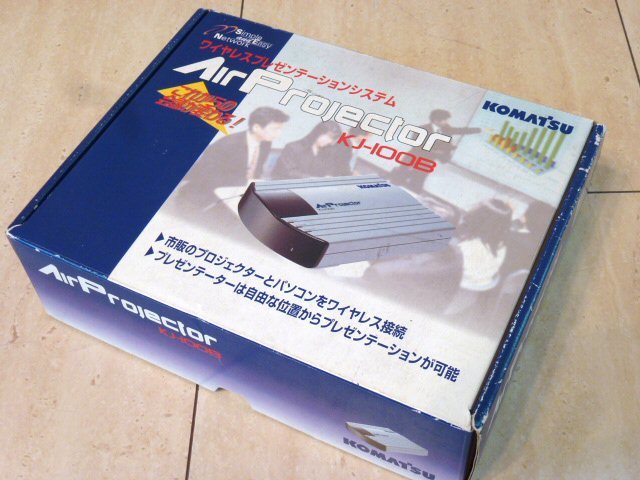 Simple
and Easy
Network
ワイヤレスプレゼンテーションシステム
AirProjector
KJ-100B
KOMATSU
KOMATSU
AirProjector
▶市販のプロジェクターとパソコンをワイヤレス接続
▶プレゼンテーターは自由な位置からプレゼンテーションが可能
AirProjector
KJ-100B
KOMATSU